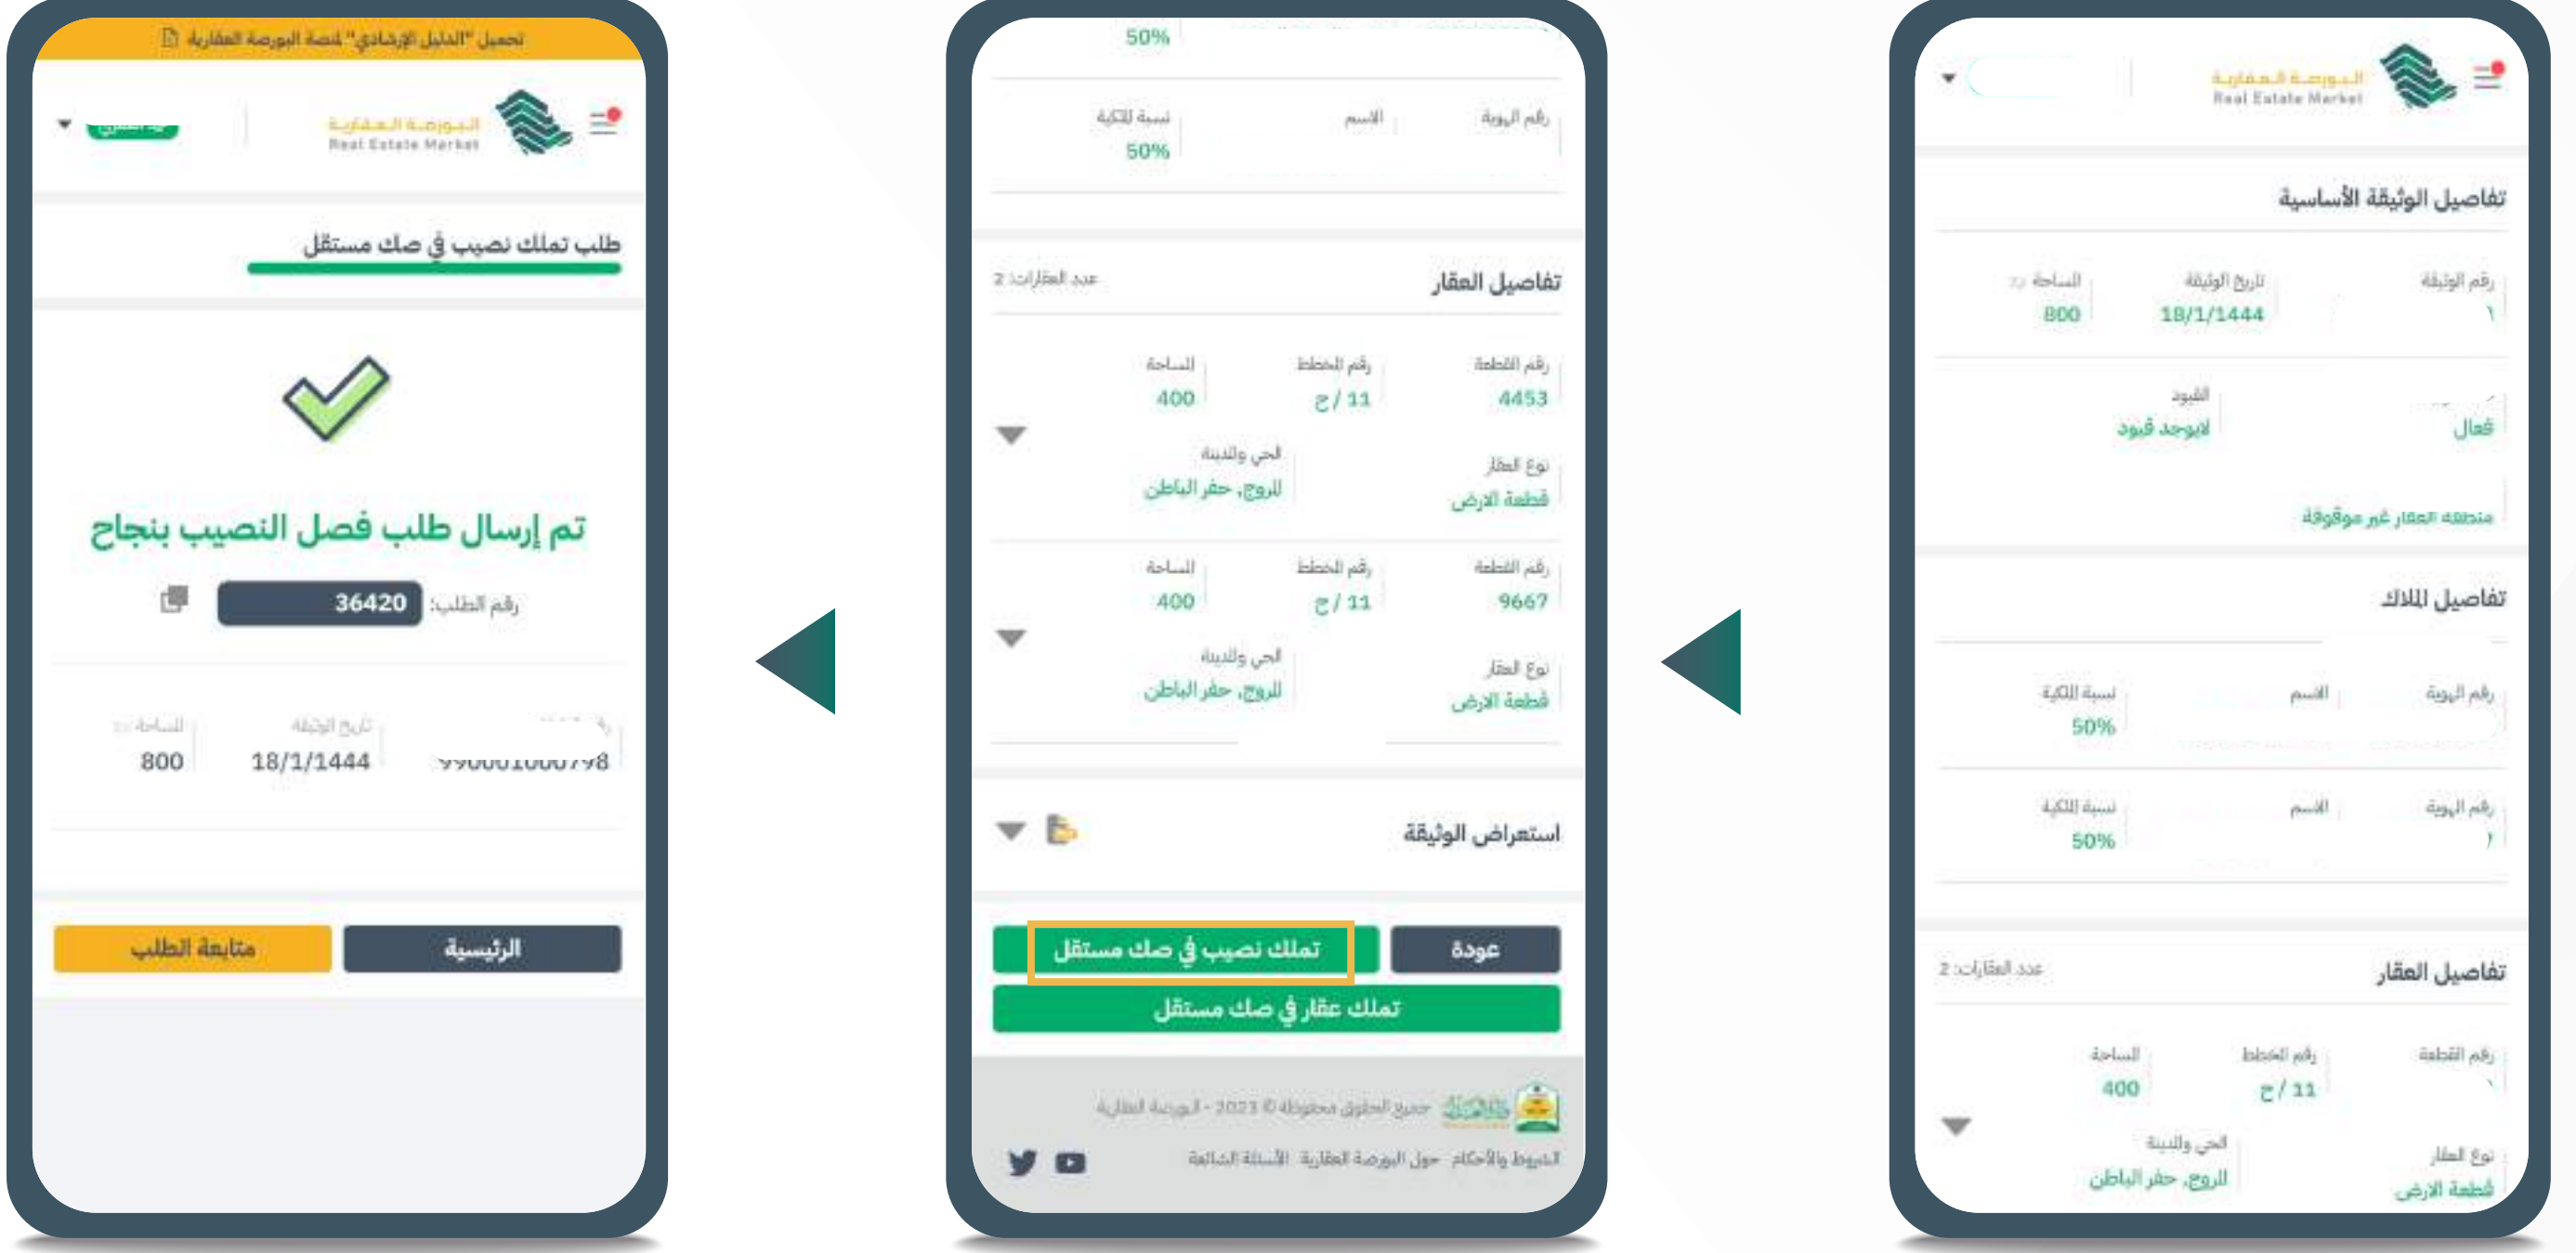 البورصة العقارية
Real Estate Market
تفاصيل الوثيقة الأساسية
رقم الوثيقة تاريخ الوثيقة المساحة
18/1/1444 800
القيود
فعال لايوجد قيود
منطقة العقار غير موقوفة
تفاصيل الملاك
رقم الهوية الاسم نسبة الملكية
50%
رقم الهوية الاسم نسبة الملكية
50%
تفاصيل العقار عدد العقارات: 2
رقم القطعة رقم المخطط المساحة
11 / ح 400
نوع العقار الحي والمدينة
قطعة الارض المروج, حفر الباطن
50%
رقم الهوية الاسم نسبة الملكية
50%
تفاصيل العقار عدد العقارات: 2
رقم القطعة رقم المخطط المساحة
4453 11 / ح 400
نوع العقار الحي والمدينة
قطعة الارض المروج, حفر الباطن
رقم القطعة رقم المخطط المساحة
9667 11 / ح 400
نوع العقار الحي والمدينة
قطعة الارض المروج, حفر الباطن
استعراض الوثيقة
عودة تملك نصيب في صك مستقل
تملك عقار في صك مستقل
جميع الحقوق محفوظة © 2023 - البورصة العقارية
الشروط والأحكام حول البورصة العقارية الأسئلة الشائعة
تحميل "الدليل الإرشادي" لمنصة البورصة العقارية
البورصة العقارية
Real Estate Market
طلب تملك نصيب في صك مستقل
تم إرسال طلب فصل النصيب بنجاح
رقم الطلب: 36420
تاريخ الوثيقة المساحة
18/1/1444 800
الرئيسية متابعة الطلب